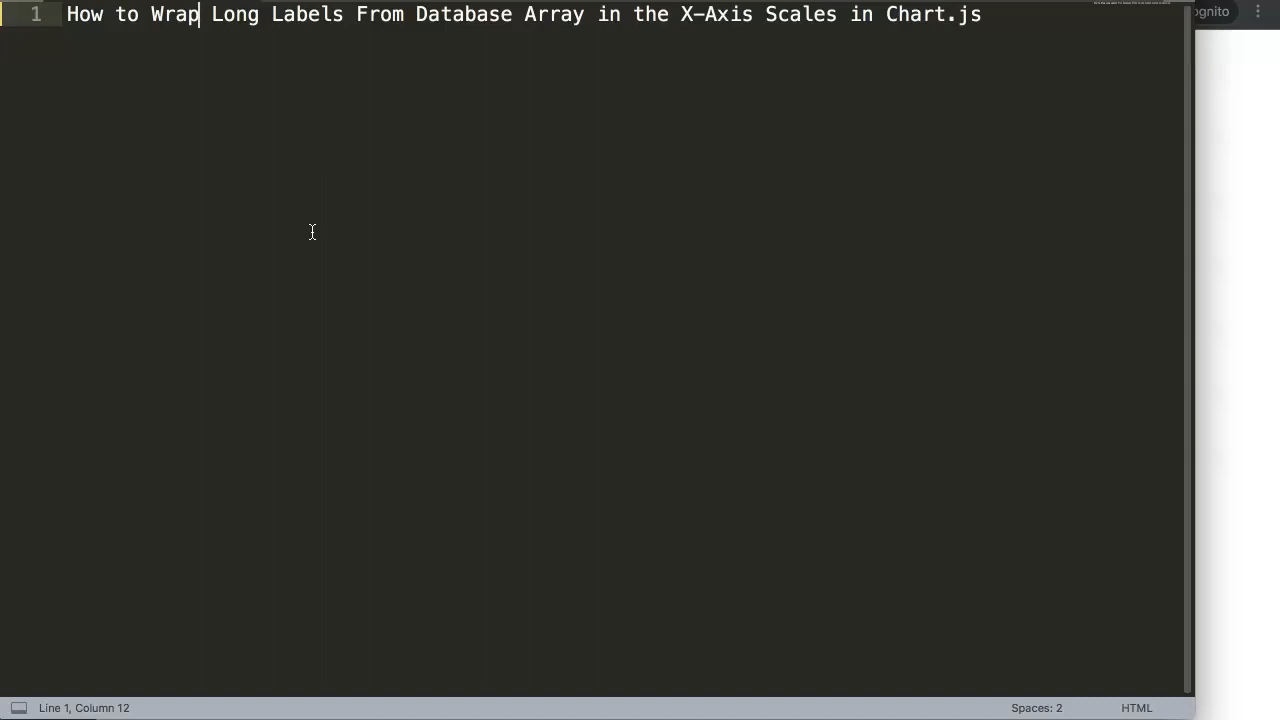 gnito
1 How to Wrap Long Labels From Database Array in the X-Axis Scales in Chart.js
Line 1, Column 12
Spaces: 2
HTML